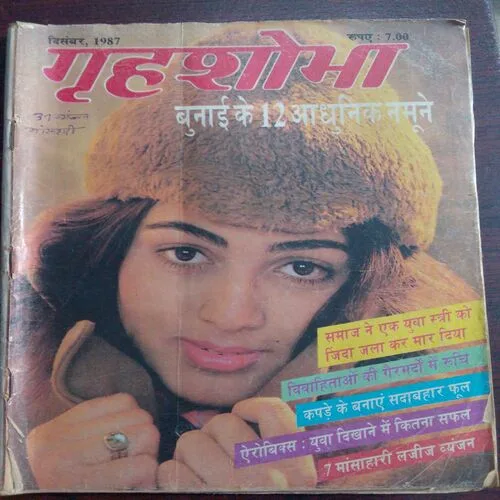 दिसंबर, 1987
रूपए : 7.00
गृहशोभा
बुनाई के 12 आधुनिक नमूने
समाज ने एक युवा स्त्री को
जिंदा जला कर मार दिया
विवाहिताओं की गैरमर्दों में रूचि
कपड़े के बनाएं सदाबहार फूल
ऐरोबिक्स : युवा दिखाने में कितना सफल
7 मांसाहारी लजीज व्यंजन